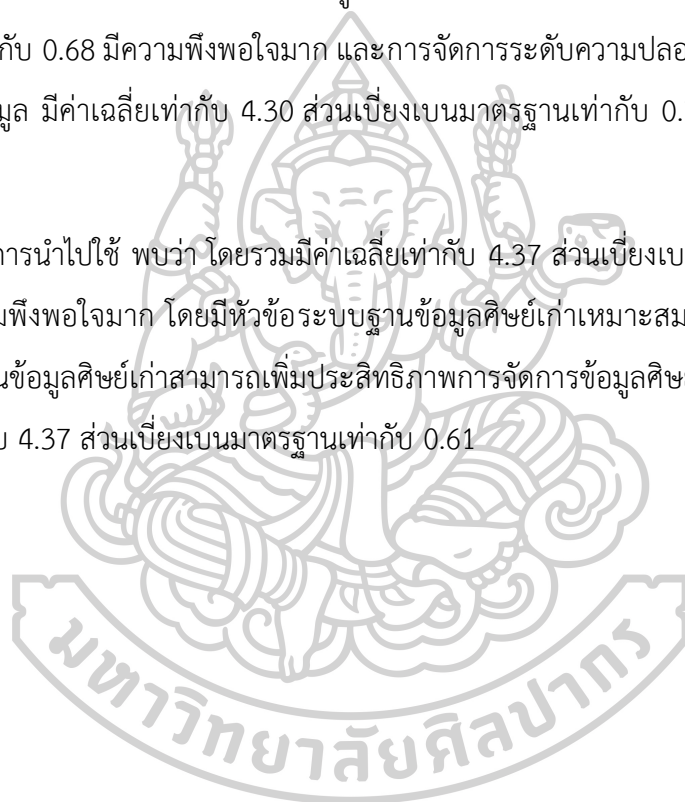 กับ 0.68 มีความพึงพอใจมาก และการจัดการระดับความปลอ
มูล มีค่าเฉลี่ยเท่ากับ 4.30 ส่วนเบี่ยงเบนมาตรฐานเท่ากับ 0.
การนำไปใช้ พบว่า โดยรวมมีค่าเฉลี่ยเท่ากับ 4.37 ส่วนเบี่ยงเบ
มพึงพอใจมาก โดยมีหัวข้อระบบฐานข้อมูลศิษย์เก่าเหมาะสม
นข้อมูลศิษย์เก่าสามารถเพิ่มประสิทธิภาพการจัดการข้อมูลศิษ
บ 4.37 ส่วนเบี่ยงเบนมาตรฐานเท่ากับ 0.61
มหาวิทยาลัยศิลปากร